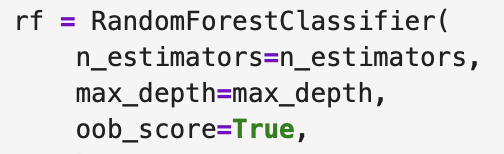 rf = RandomForestClassifier(
    n_estimators=n_estimators,
    max_depth=max_depth,
    oob_score=True,